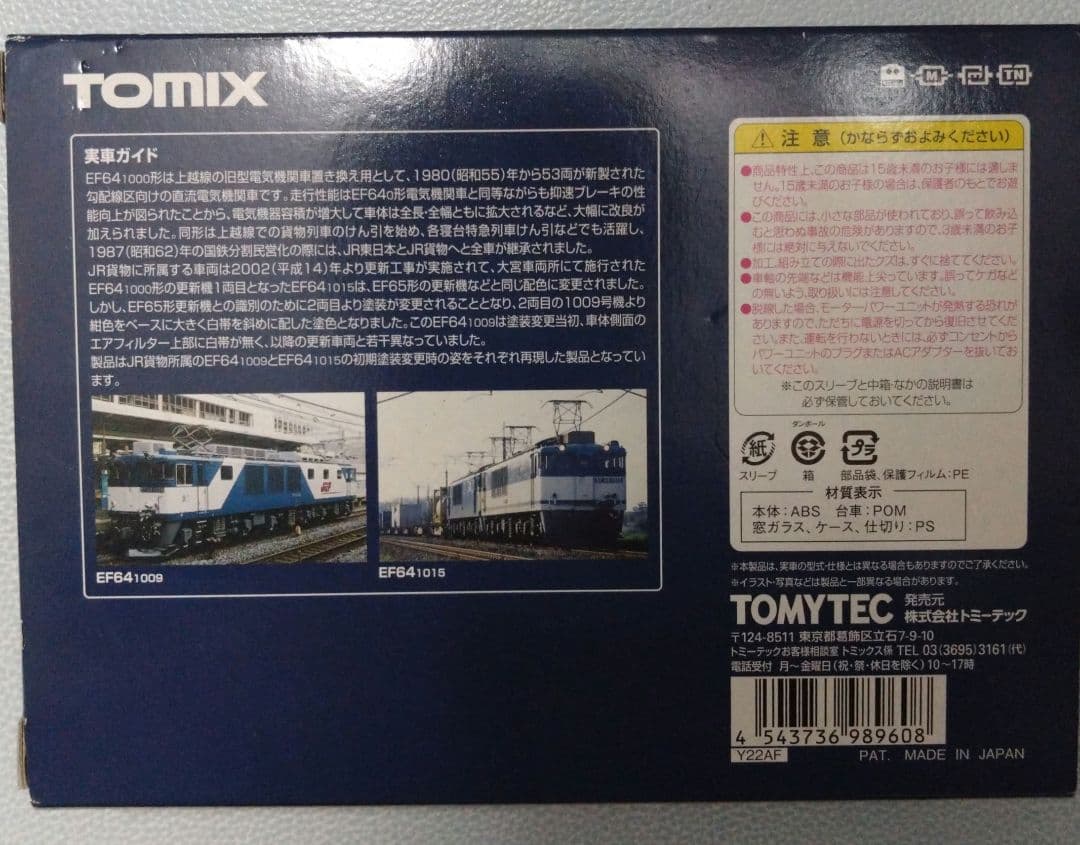 TOMIX
実車ガイド
EF641000形は上越線の旧型電気機関車置き換え用として、1980(昭和55)年から53両が新製された
勾配線区向けの直流電気機関車です。走行性能はEF640形電気機関車と同等ながらも抑速ブレーキの性
能向上が図られたことから、電気機器容積が増大して車体は全長・全幅ともに拡大されるなど、大幅に改良が
加えられました。同形は上越線での貨物列車のけん引を始め、各寝台特急列車けん引などでも活躍し、
1987(昭和62)年の国鉄分割民営化の際には、JR東日本とJR貨物へと全車が継承されました。
JR貨物に所属する車両は2002(平成14)年より更新工事が実施されて、大宮車両所にて施行された
EF641000形の更新機1両目となったEF641015は、EF65形の更新機などと同じ配色に変更されました。
しかし、EF65形更新機との識別のために2両目より塗装が変更されることとなり、2両目の1009号機より
紺色をベースに大きく白帯を斜めに配した塗色となりました。このEF641009は塗装変更当初、車体側面の
エアフィルター上部に白帯が無く、以降の更新車両と若干異なっていました。
製品はJR貨物所属のEF641009とEF641015の初期塗装変更時の姿をそれぞれ再現した製品となってい
ます。
EF641009
EF641015
M
TN
注意(かならずおよみください)
●商品特性上、この商品は15歳未満のお子様には適しま
せん。15歳未満のお子様の場合は、保護者のもとでお遊
びください。
●この商品には、小さな部品が使われており、誤って飲み込
むと思わぬ事故の危険がありますので、3歳未満のお子
様には絶対に与えないでください。
●加工、組み立ての際に出たクズは、すぐに捨ててください。
●車輪の先端などは機能上尖っています。誤ってケガなど
の無いよう、取り扱いには注意してください。
●脱線した場合、モーターパワーユニットが発熱する恐れが
ありますので、ただちに電源を切ってから復旧させてくだ
さい。また、運転を行わないときには、必ずコンセントから
パワーユニットのプラグまたはACアダプターを抜いてお
いてください。
※このスリーブと中箱・なかの説明書は
必ず保管しておいてください。
紙
ダンボール
プラ
スリーブ 箱 部品袋、保護フィルム:PE
材質表示
本体:ABS 台車:POM
窓ガラス、ケース、仕切り:PS
※本製品は、実車の型式・仕様とは異なる場合もありますのでご了承ください。
※イラスト・写真などは製品と一部異なる場合があります。
TOMYTEC 発売元
株式会社トミーテック
〒124-8511 東京都葛飾区立石7-9-10
トミーテックお客様相談室 トミックス係 TEL 03(3695)3161(代)
電話受付 月~金曜日(祝・祭・休日を除く)10~17時
4 543736 989608
Y22AF
PAT. MADE IN JAPAN